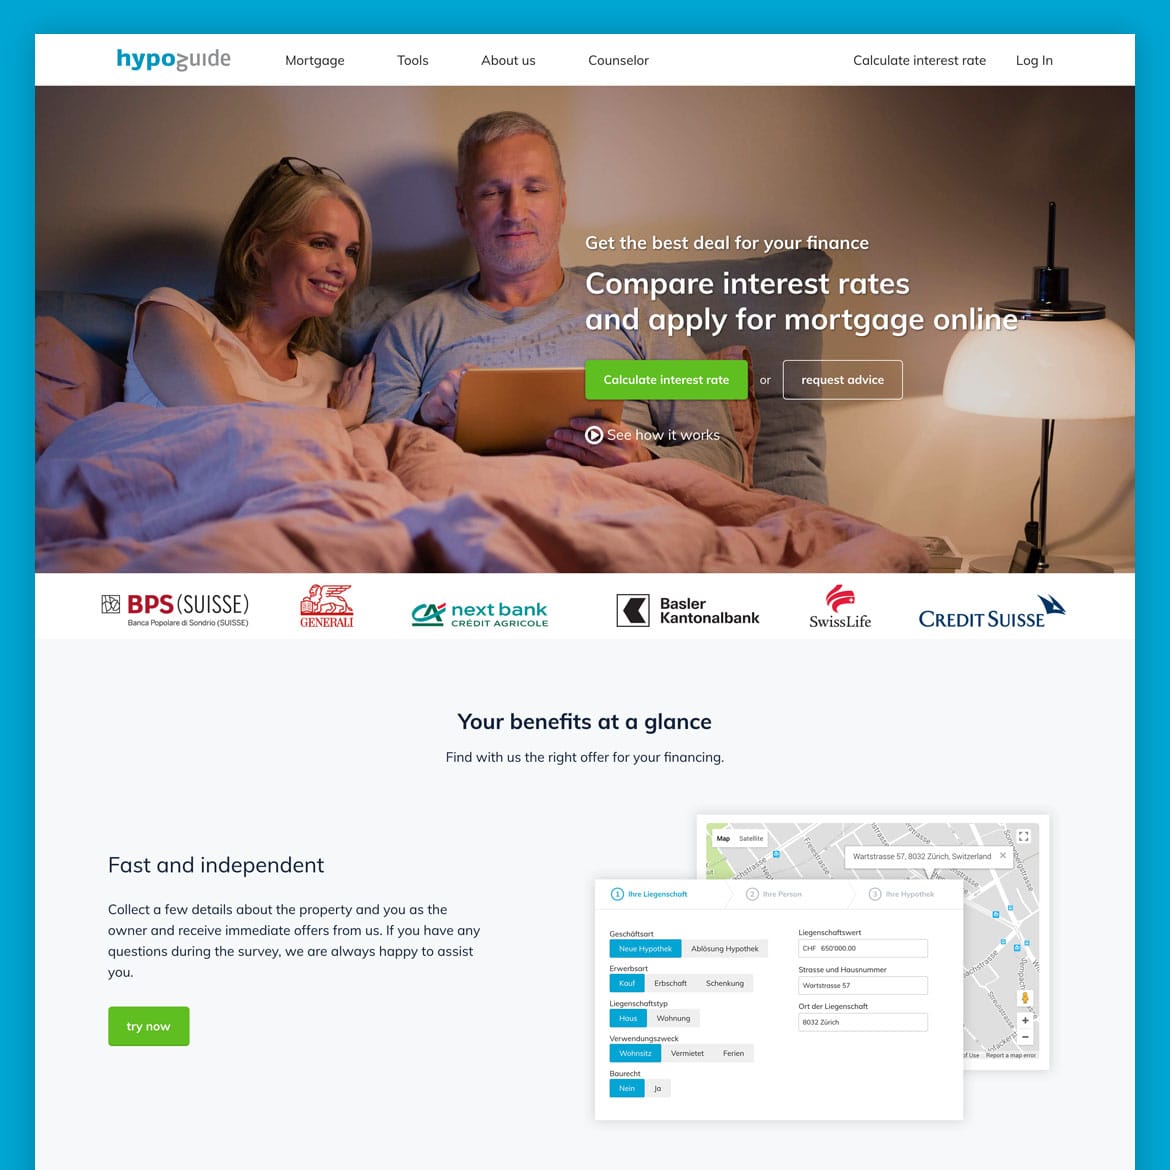 hypoguide
Mortgage
Tools
About us
Counselor
Calculate interest rate
Log In
Get the best deal for your finance
Compare interest rates
and apply for mortgage online
Calculate interest rate
or
request advice
See how it works
BPS (SUISSE)
Banca Popolare di Sondrio (SUISSE)
GENERALI
CA next bank
CRÉDIT AGRICOLE
Basler
Kantonalbank
SwissLife
CREDIT SUISSE
Your benefits at a glance
Find with us the right offer for your financing.
Fast and independent
Collect a few details about the property and you as the
owner and receive immediate offers from us. If you have any
questions during the survey, we are always happy to assist
you.
try now
Map
Satellite
Wartstrasse 57, 8032 Zürich, Switzerland
1 Ihre Liegenschaft
2 Ihre Person
3 Ihre Hypothek
Geschäftsart
Neue Hypothek
Ablösung Hypothek
Erwerbsart
Kauf
Erbschaft
Schenkung
Liegenschaftstyp
Haus
Wohnung
Verwendungszweck
Wohnsitz
Vermietet
Ferien
Baurecht
Nein
Ja
Liegenschaftswert
CHF 650'000.00
Strasse und Hausnummer
Wartstrasse 57
Ort der Liegenschaft
8032 Zürich
of Use
Report a map error